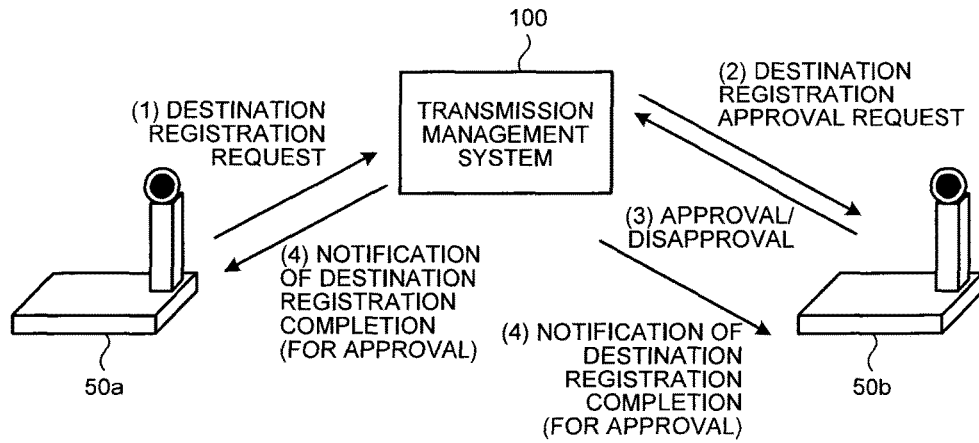 100
TRANSMISSION
MANAGEMENT
SYSTEM
(1) DESTINATION
REGISTRATION
REQUEST
(2) DESTINATION
REGISTRATION
APPROVAL REQUEST
(3) APPROVAL/
DISAPPROVAL
(4) NOTIFICATION
OF DESTINATION
REGISTRATION
COMPLETION
(FOR APPROVAL)
(4) NOTIFICATION OF
DESTINATION
REGISTRATION
COMPLETION
(FOR APPROVAL)
50a
50b